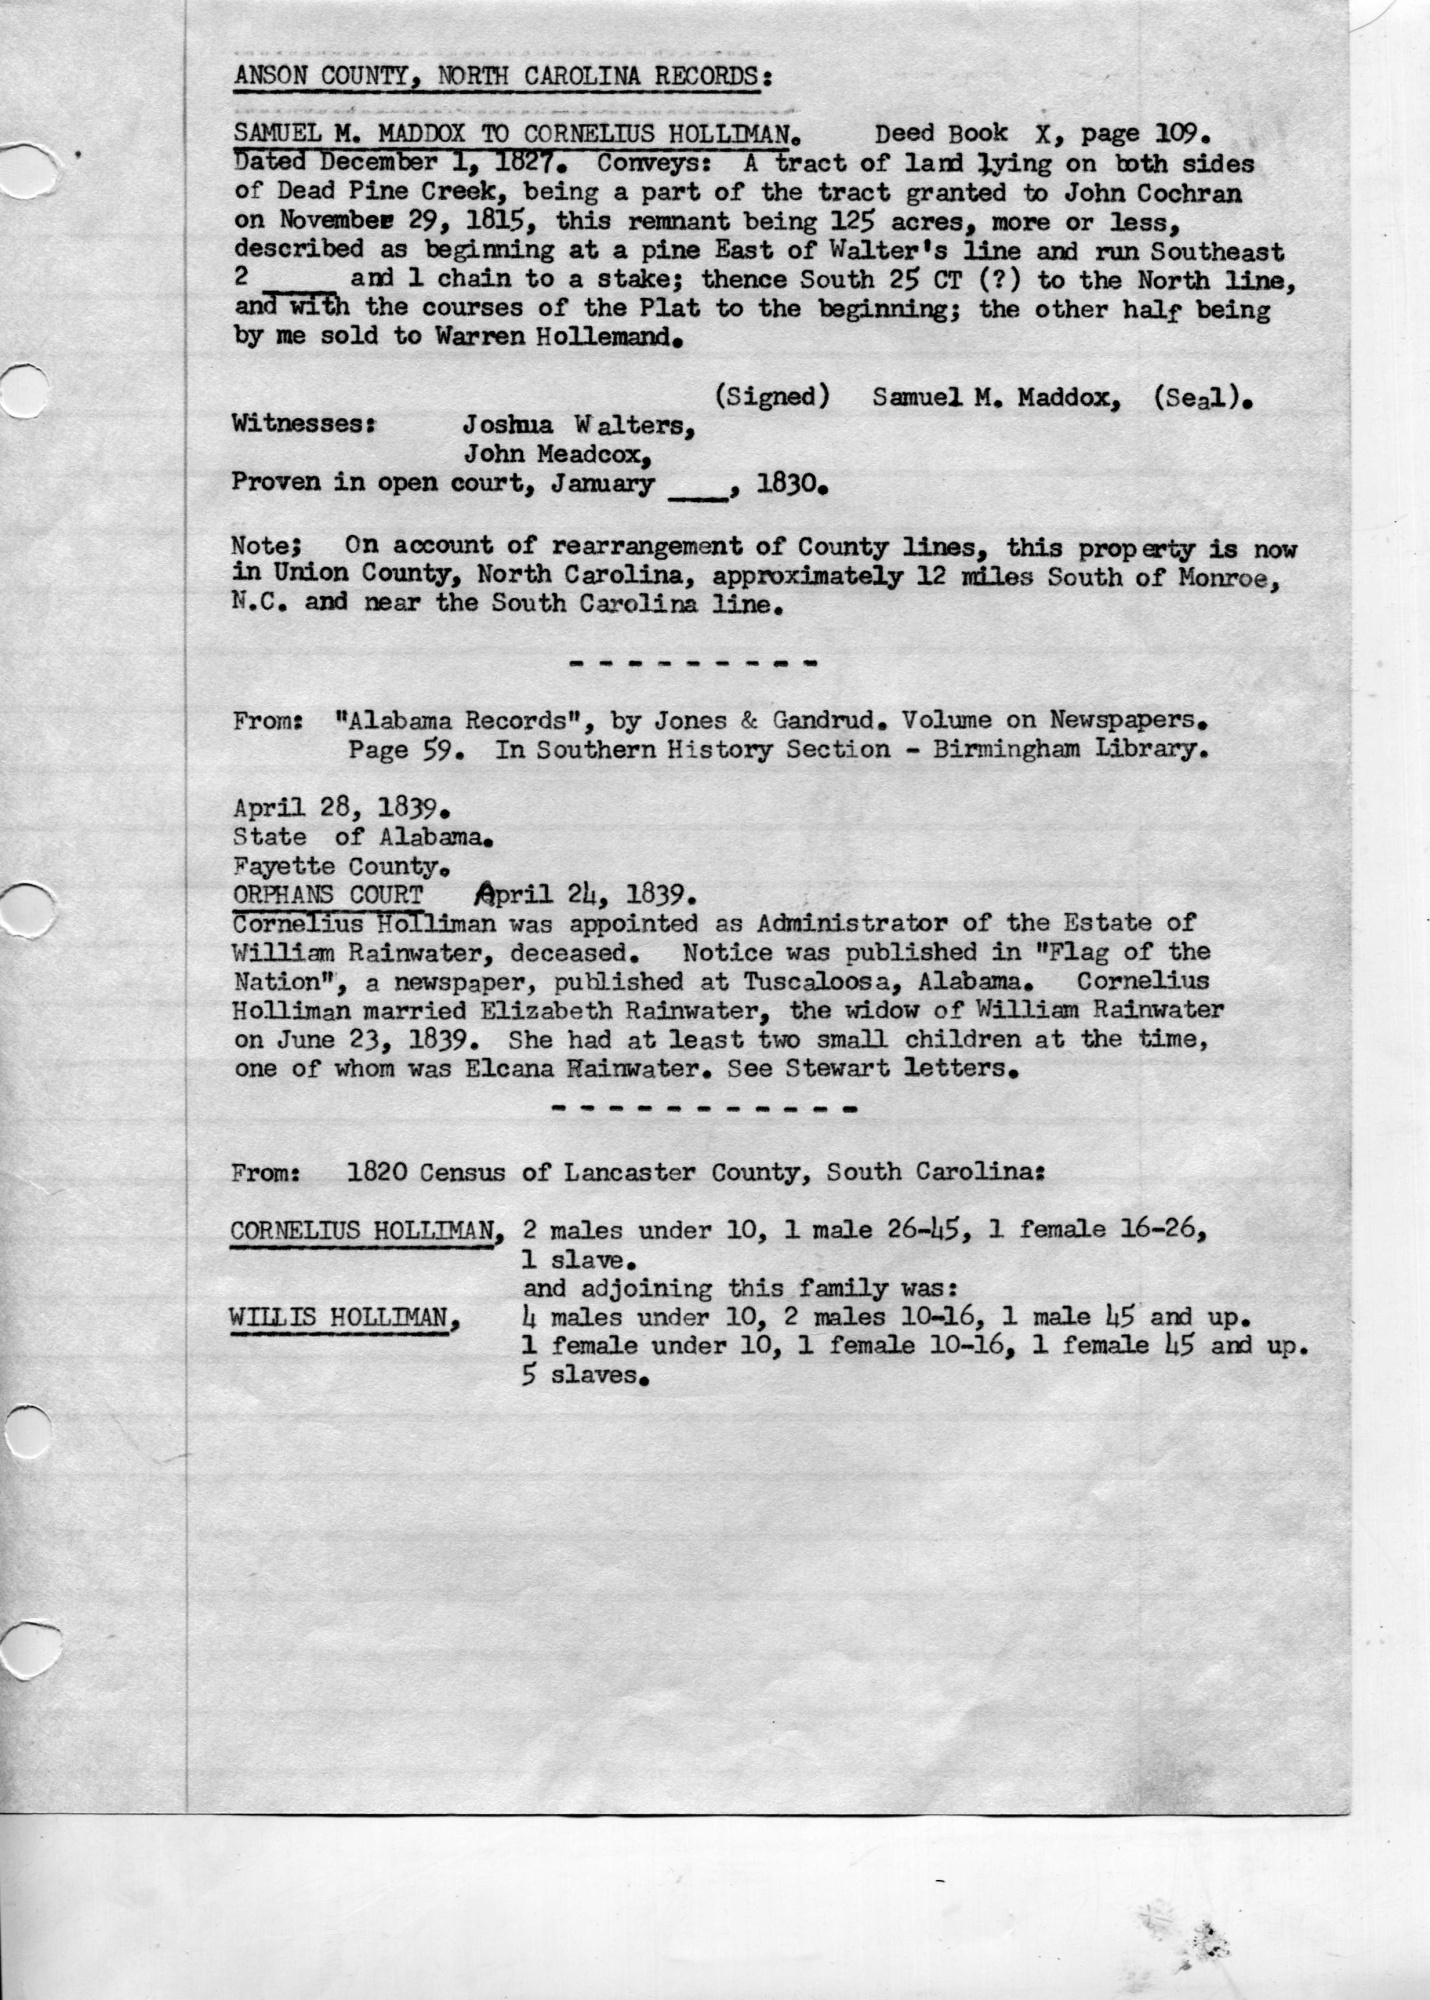 ANSON COUNTY, NORTH CAROLINA RECORDS:
SAMUEL M. MADDOX TO CORNELIUS HOLLIMAN. Deed Book X, page 109.
Dated December 1, 1827. Conveys: A tract of land lying on both sides
of Dead Pine Creek, being a part of the tract granted to John Cochran
on November 29, 1815, this remnant being 125 acres, more or less,
described as beginning at a pine East of Walter's line and run Southeast
2 ____ and 1 chain to a stake; thence South 25 CT (?) to the North line,
and with the courses of the Plat to the beginning; the other half being
by me sold to Warren Hollemand.
(Signed) Samuel M. Maddox, (Seal).
Witnesses: Joshua Walters,
John Meadcox,
Proven in open court, January ____, 1830.
Note; On account of rearrangement of County lines, this property is now
in Union County, North Carolina, approximately 12 miles South of Monroe,
N.C. and near the South Carolina line.
- - - - - - - - -
From: "Alabama Records", by Jones & Gandrud. Volume on Newspapers.
Page 59. In Southern History Section - Birmingham Library.
April 28, 1839.
State of Alabama.
Fayette County.
ORPHANS COURT April 24, 1839.
Cornelius Holliman was appointed as Administrator of the Estate of
William Rainwater, deceased. Notice was published in "Flag of the
Nation", a newspaper, published at Tuscaloosa, Alabama. Cornelius
Holliman married Elizabeth Rainwater, the widow of William Rainwater
on June 23, 1839. She had at least two small children at the time,
one of whom was Elcana Rainwater. See Stewart letters.
- - - - - - - - - - -
From: 1820 Census of Lancaster County, South Carolina:
CORNELIUS HOLLIMAN, 2 males under 10, 1 male 26-45, 1 female 16-26,
1 slave.
and adjoining this family was:
WILLIS HOLLIMAN, 4 males under 10, 2 males 10-16, 1 male 45 and up.
1 female under 10, 1 female 10-16, 1 female 45 and up.
5 slaves.